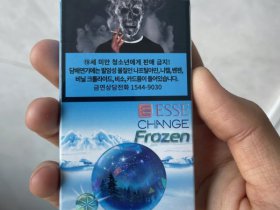 19세 미만 청소년에게 판매 금지!
담배연기에는 발암성 물질인 나프틸아민, 니켈, 벤젠,
비닐 크롤라이드, 비소, 카드뮴이 들어있습니다.
금연상담전화 1544-9030
ESSE
CHANGE
Frozen